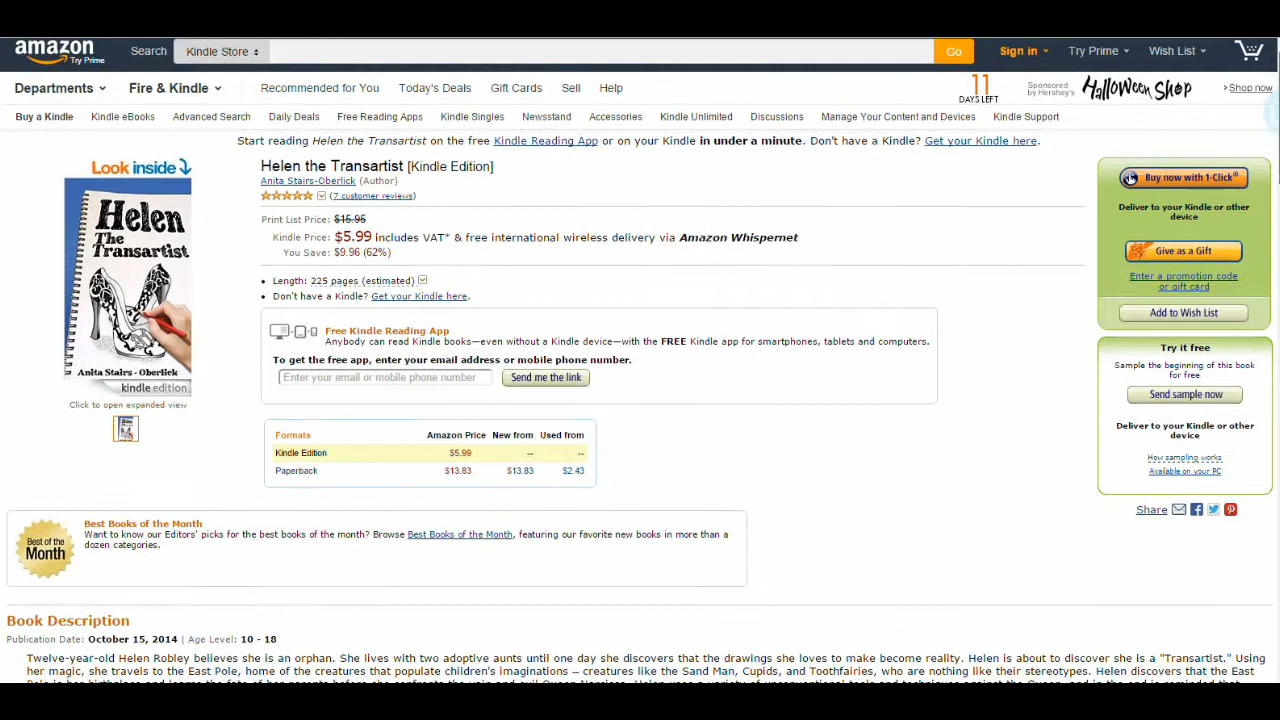 amazon
Try Prime
Search Kindle Store Go Sign in Try Prime Wish List
Departments Fire & Kindle Recommended for You Today's Deals Gift Cards Sell Help 11 DAYS LEFT Sponsored by Hershey's Halloween Shop Shop now
Buy a Kindle Kindle eBooks Advanced Search Daily Deals Free Reading Apps Kindle Singles Newsstand Accessories Kindle Unlimited Discussions Manage Your Content and Devices Kindle Support
Start reading Helen the Transartist on the free Kindle Reading App or on your Kindle in under a minute. Don't have a Kindle? Get your Kindle here.
Look inside
Helen
The
Transartist
Anita Stairs - Oberlick
kindle edition
Click to open expanded view
Helen the Transartist [Kindle Edition]
Anita Stairs-Oberlick (Author)
(7 customer reviews)
Print List Price: $15.95
Kindle Price: $5.99 includes VAT* & free international wireless delivery via Amazon Whispernet
You Save: $9.96 (62%)
Length: 225 pages (estimated)
Don't have a Kindle? Get your Kindle here.
Free Kindle Reading App
Anybody can read Kindle books—even without a Kindle device—with the FREE Kindle app for smartphones, tablets and computers.
To get the free app, enter your email address or mobile phone number.
Enter your email or mobile phone number Send me the link
Formats Amazon Price New from Used from
Kindle Edition $5.99 -- --
Paperback $13.83 $13.83 $2.43
Buy now with 1-Click®
Deliver to your Kindle or other
device
Give as a Gift
Enter a promotion code
or gift card
Add to Wish List
Try it free
Sample the beginning of this book
for free
Send sample now
Deliver to your Kindle or other
device
How sampling works
Available on your PC
Share
Best of the
Month
Best Books of the Month
Want to know our Editors' picks for the best books of the month? Browse Best Books of the Month, featuring our favorite new books in more than a
dozen categories.
Book Description
Publication Date: October 15, 2014 | Age Level: 10 - 18
Twelve-year-old Helen Robley believes she is an orphan. She lives with two adoptive aunts until one day she discovers that the drawings she loves to make become reality. Helen is about to discover she is a "Transartist." Using
her magic, she travels to the East Pole, home of the creatures that populate children's imaginations – creatures like the Sand Man, Cupids, and Toothfairies, who are nothing like their stereotypes. Helen discovers that the East